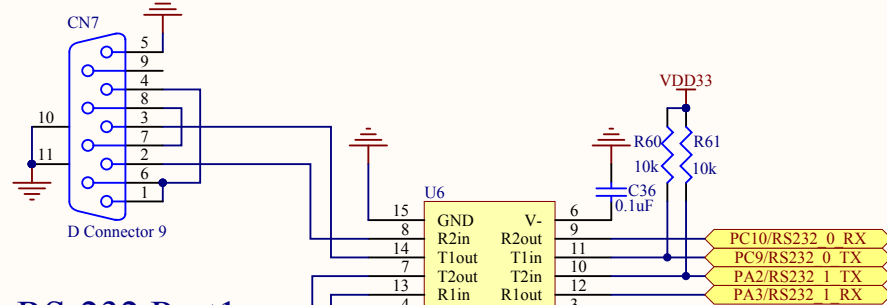 CN7
5
9
4
8
3
7
2
6
1
10
11
D Connector 9
VDD33
R60
R61
10k
10k
C36
0.1uF
U6
15 GND V- 6
8 R2in R2out 9 PC10/RS232_0_RX
14 T1out T1in 11 PC9/RS232_0_TX
7 T2out T2in 10 PA2/RS232_1_TX
13 R1in R1out 12 PA3/RS232_1_RX